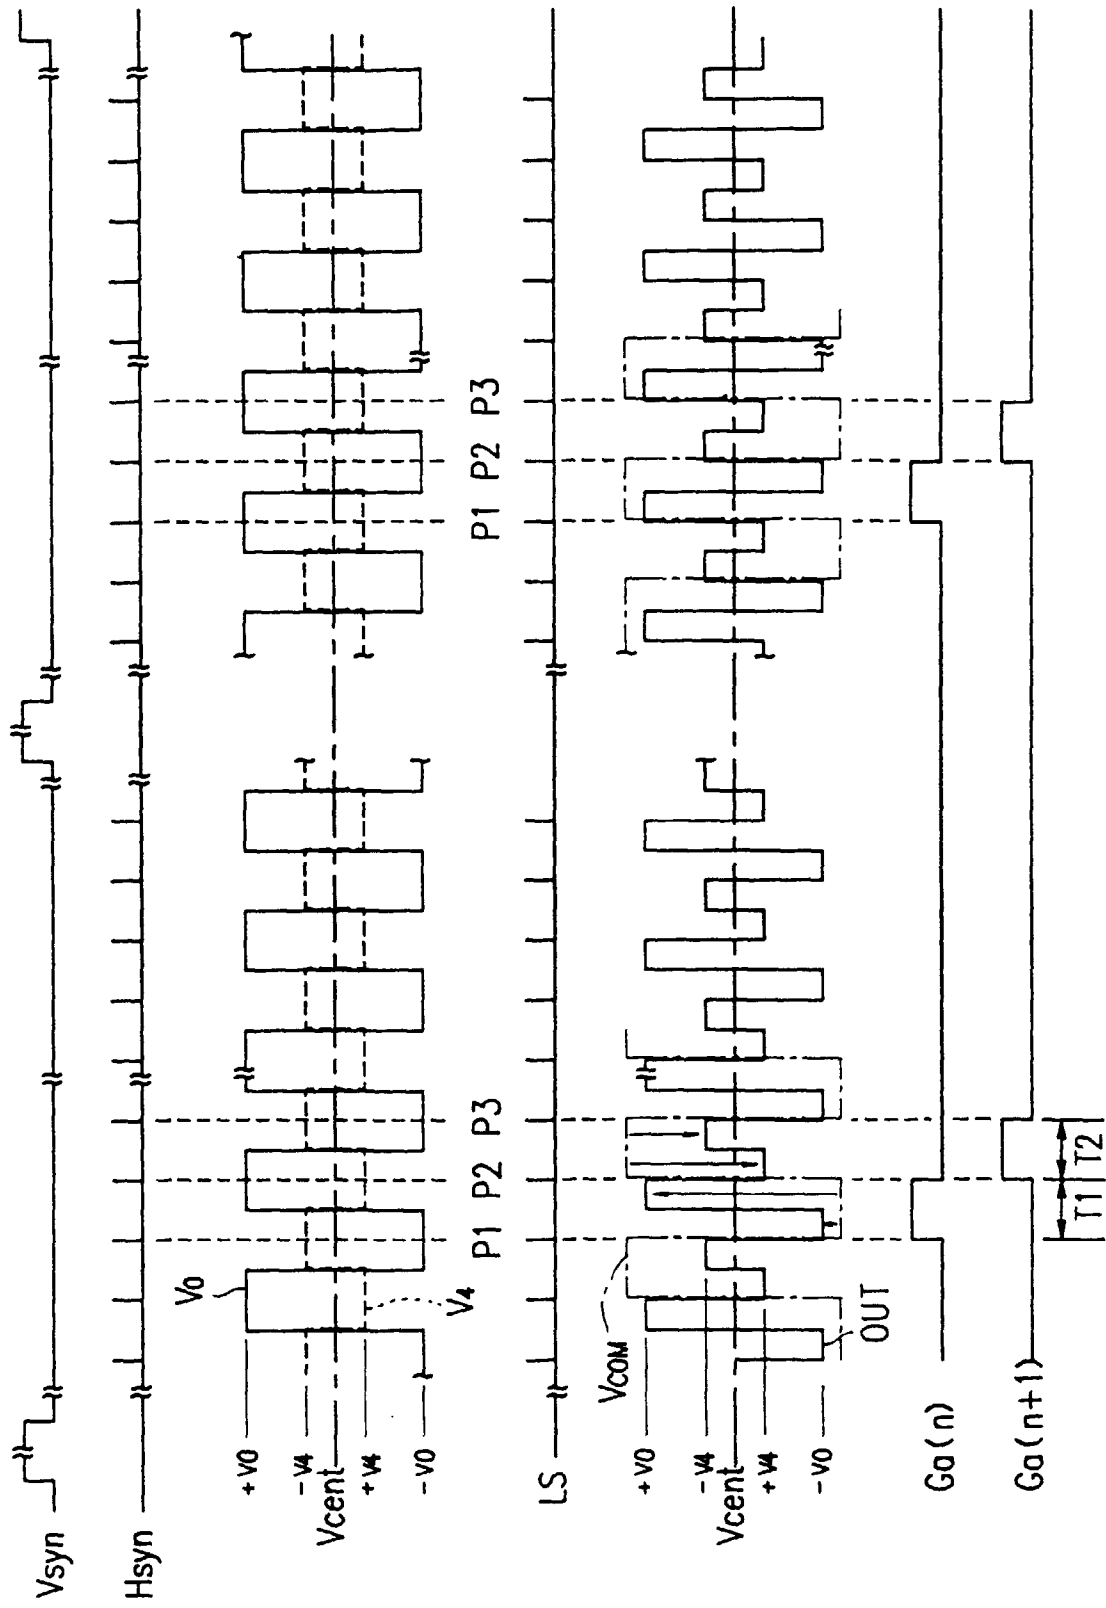 Vsyn
Hsyn
+V0
-V4
Vcent
+V4
-V0
V0
V4
P1 P2 P3
P1 P2 P3
LS
+V0
-V4
Vcent
+V4
-V0
VCOM
OUT
Ga(n)
Ga(n+1)
T1 T2